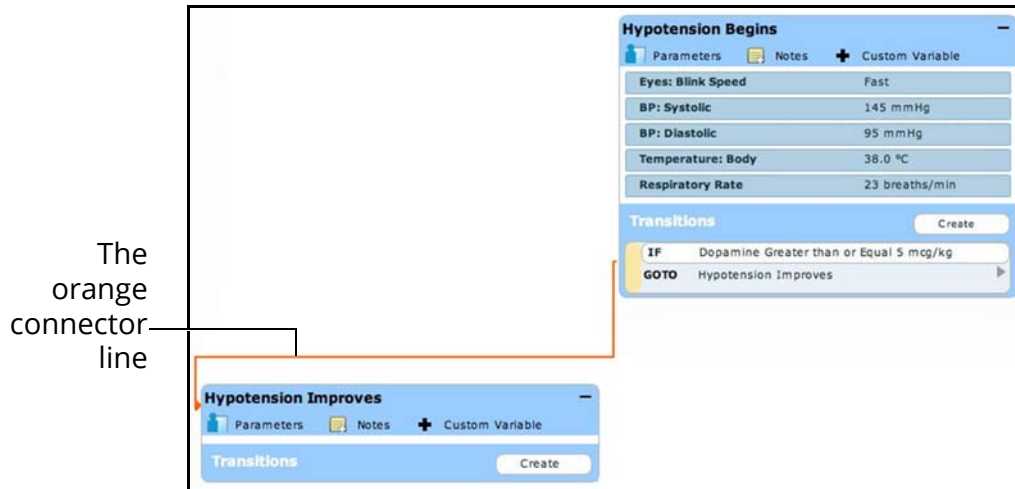 Hypotension Begins
Parameters Notes Custom Variable
Eyes: Blink Speed Fast
BP: Systolic 145 mmHg
BP: Diastolic 95 mmHg
Temperature: Body 38.0 ºC
Respiratory Rate 23 breaths/min
Transitions Create
IF Dopamine Greater than or Equal 5 mcg/kg
GOTO Hypotension Improves
The
orange
connector
line
Hypotension Improves
Parameters Notes Custom Variable
Transitions Create